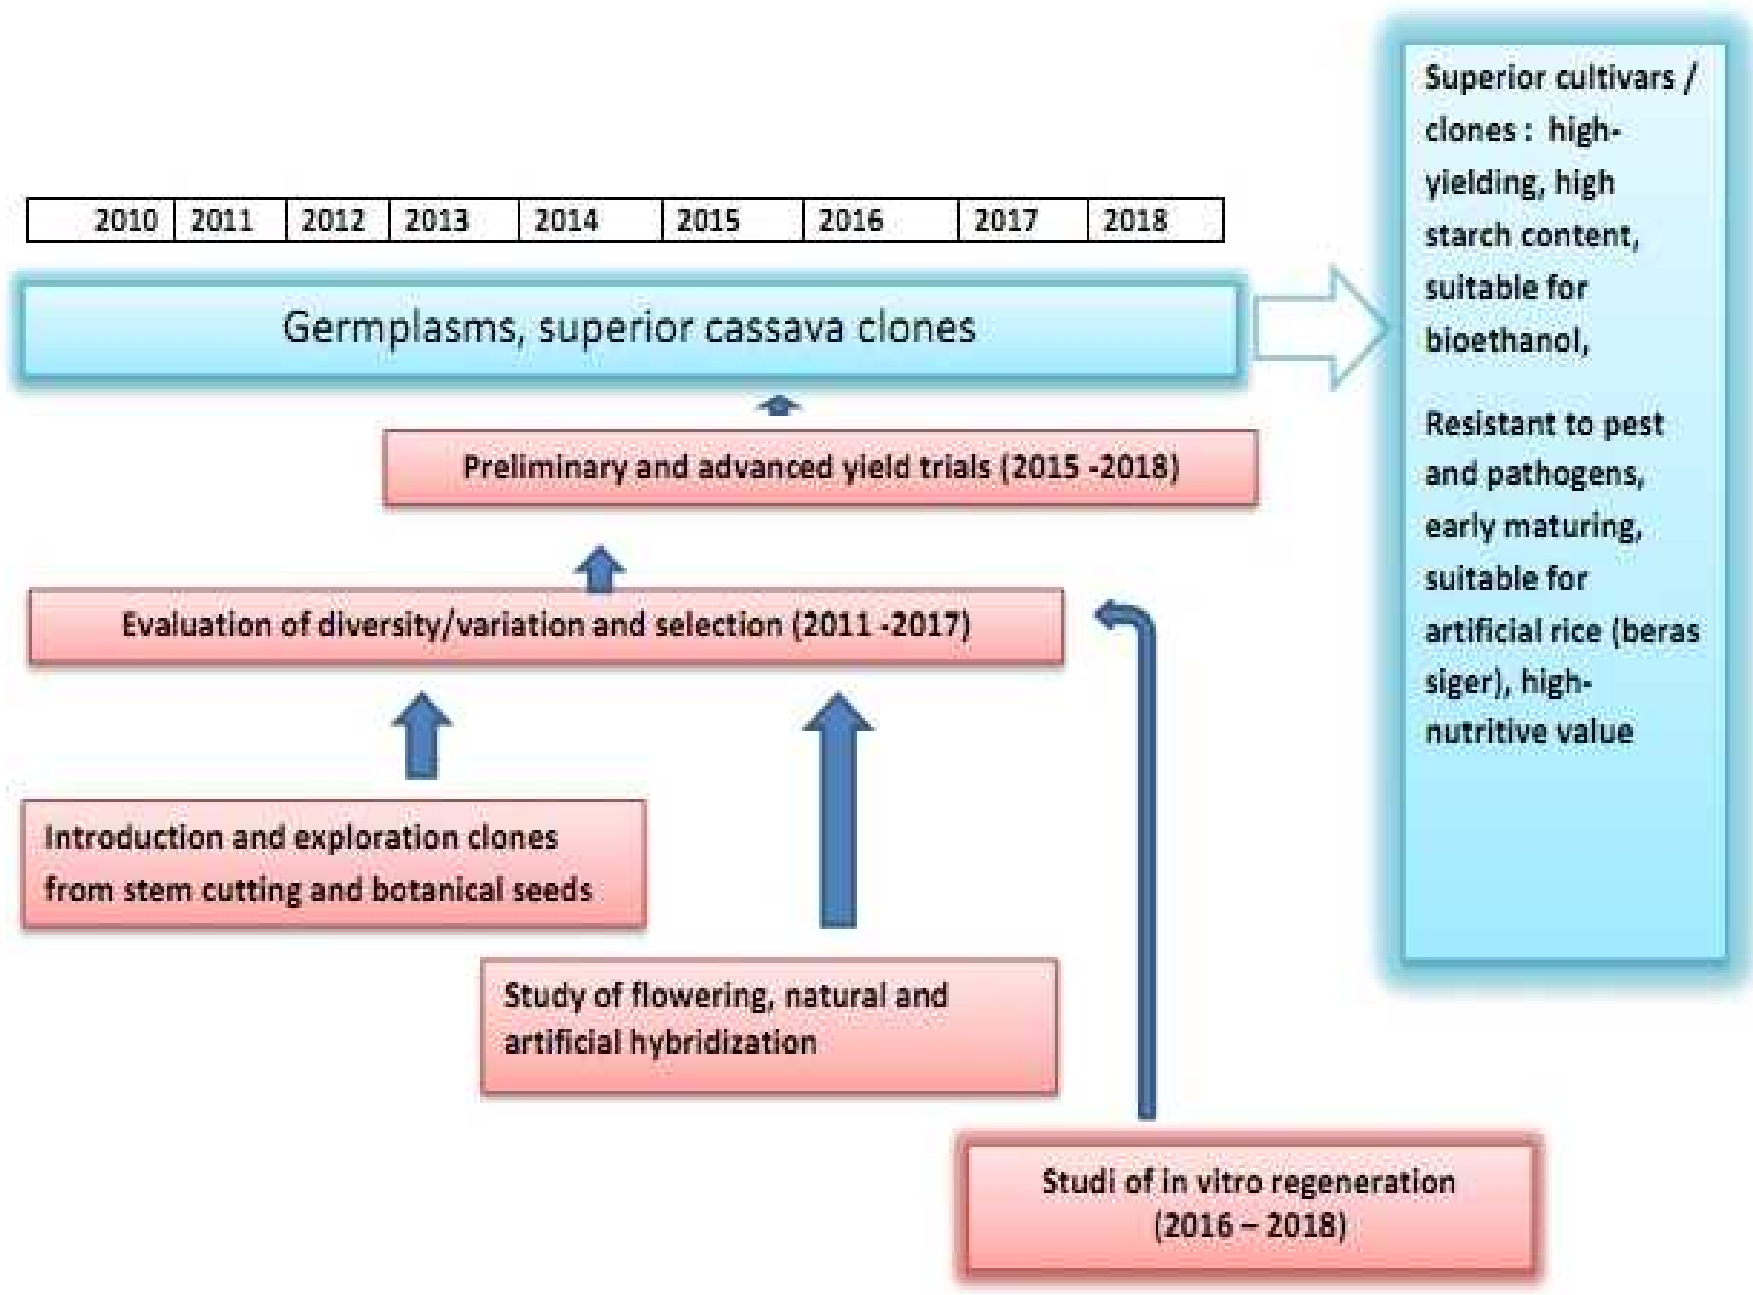 2010 2011 2012 2013 2014 2015 2016 2017 2018
Germplasms, superior cassava clones
Preliminary and advanced yield trials (2015 -2018)
Evaluation of diversity/variation and selection (2011 -2017)
Introduction and exploration clones
from stem cutting and botanical seeds
Study of flowering, natural and
artificial hybridization
Studi of in vitro regeneration
(2016 – 2018)
Superior cultivars /
clones : high-
yielding, high
starch content,
suitable for
bioethanol,
Resistant to pest
and pathogens,
early maturing,
suitable for
artificial rice (beras
siger), high-
nutritive value